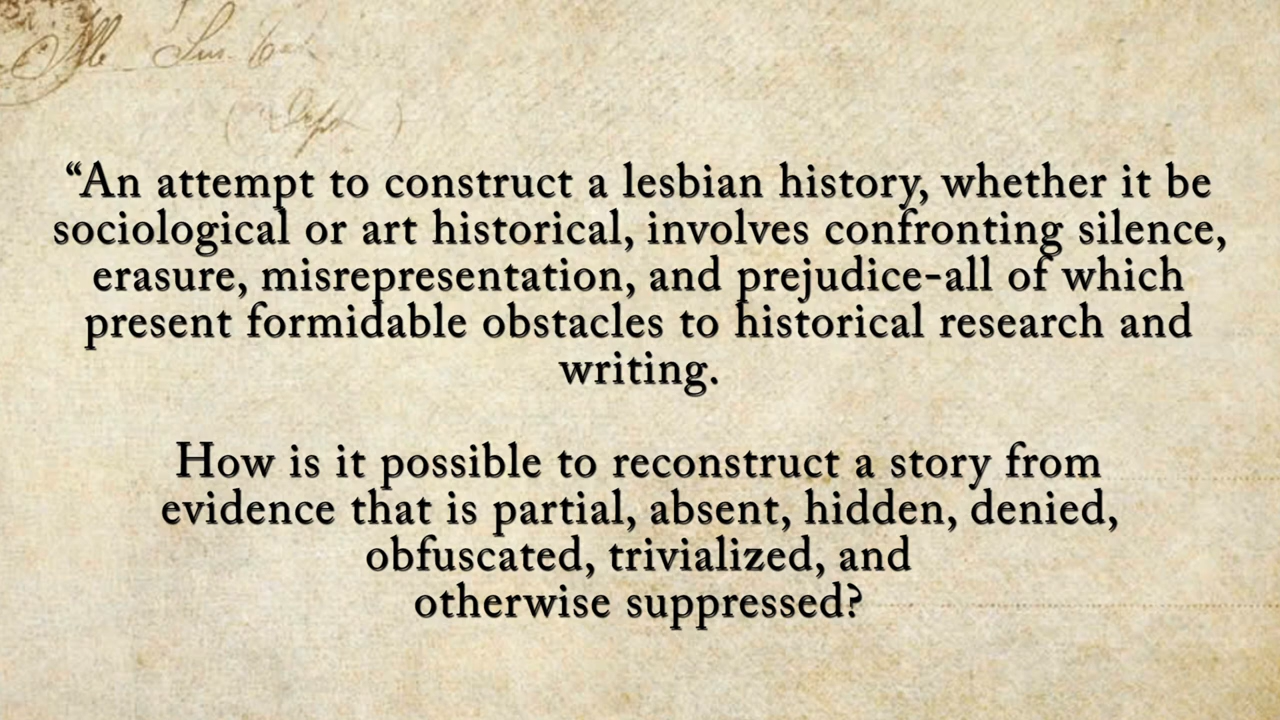 “An attempt to construct a lesbian history, whether it be
sociological or art historical, involves confronting silence,
erasure, misrepresentation, and prejudice-all of which
present formidable obstacles to historical research and
writing.
How is it possible to reconstruct a story from
evidence that is partial, absent, hidden, denied,
obfuscated, trivialized, and
otherwise suppressed?